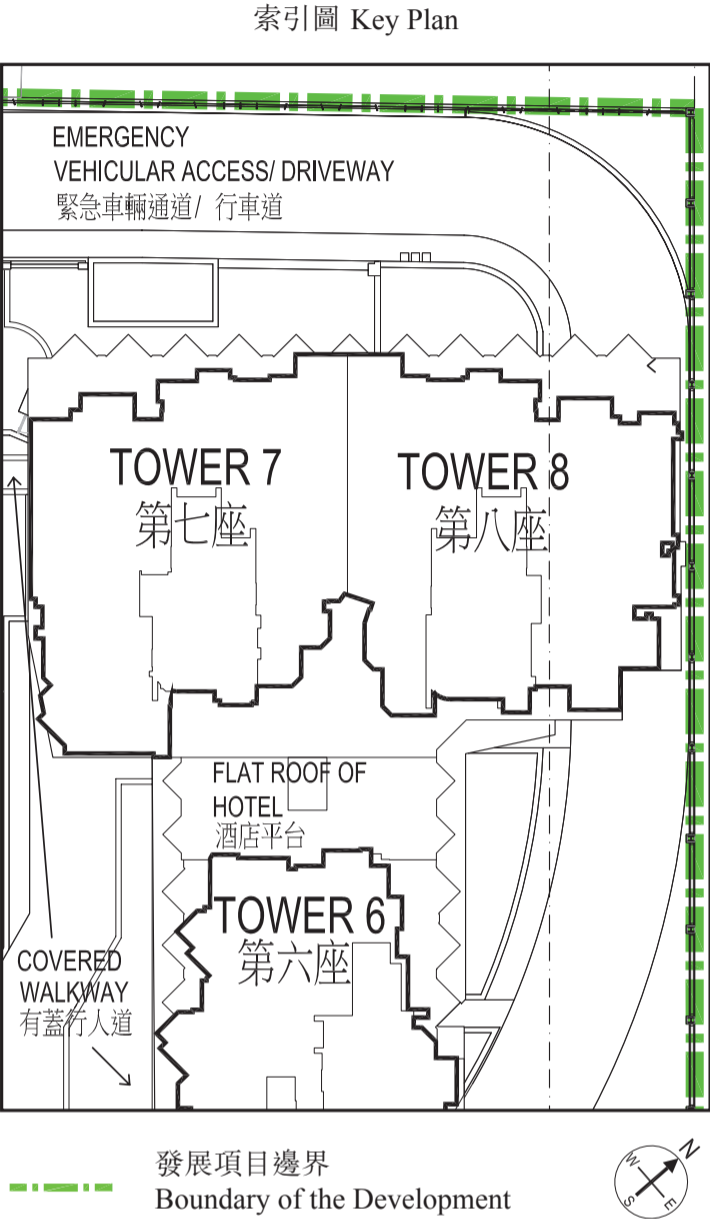 索引圖 Key Plan
EMERGENCY
VEHICULAR ACCESS/ DRIVEWAY
緊急車輛通道/ 行車道
TOWER 7
第七座
TOWER 8
第八座
FLAT ROOF OF
HOTEL
酒店平台
TOWER 6
第六座
COVERED
WALKWAY
有蓋行人道
發展項目邊界
Boundary of the Development
N
W
S
E